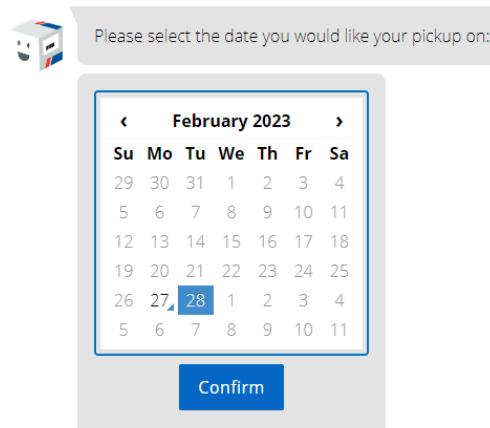 Please select the date you would like your pickup on:
‹ February 2023 ›
Su Mo Tu We Th Fr Sa
29 30 31 1 2 3 4
5 6 7 8 9 10 11
12 13 14 15 16 17 18
19 20 21 22 23 24 25
26 27 28 1 2 3 4
5 6 7 8 9 10 11
Confirm